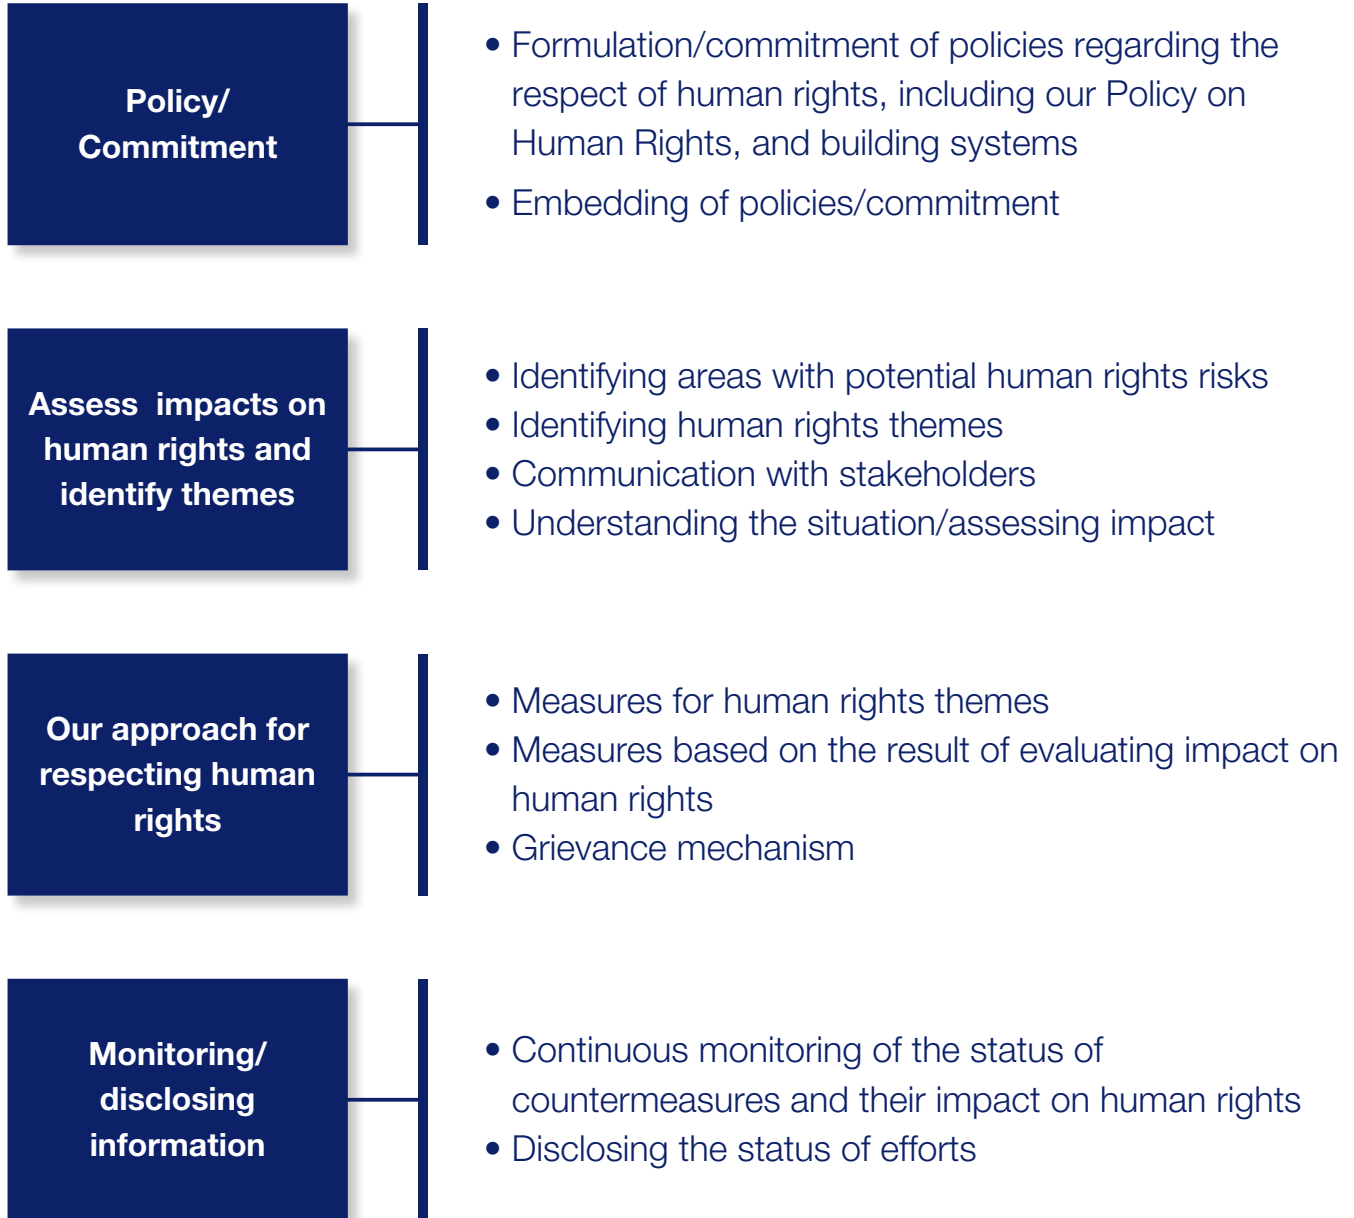 Policy/
Commitment
• Formulation/commitment of policies regarding the
respect of human rights, including our Policy on
Human Rights, and building systems
• Embedding of policies/commitment
Assess  impacts on
human rights and
identify themes
• Identifying areas with potential human rights risks
• Identifying human rights themes
• Communication with stakeholders
• Understanding the situation/assessing impact
Our approach for
respecting human
rights
• Measures for human rights themes
• Measures based on the result of evaluating impact on
human rights
• Grievance mechanism
Monitoring/
disclosing
information
• Continuous monitoring of the status of
countermeasures and their impact on human rights
• Disclosing the status of efforts